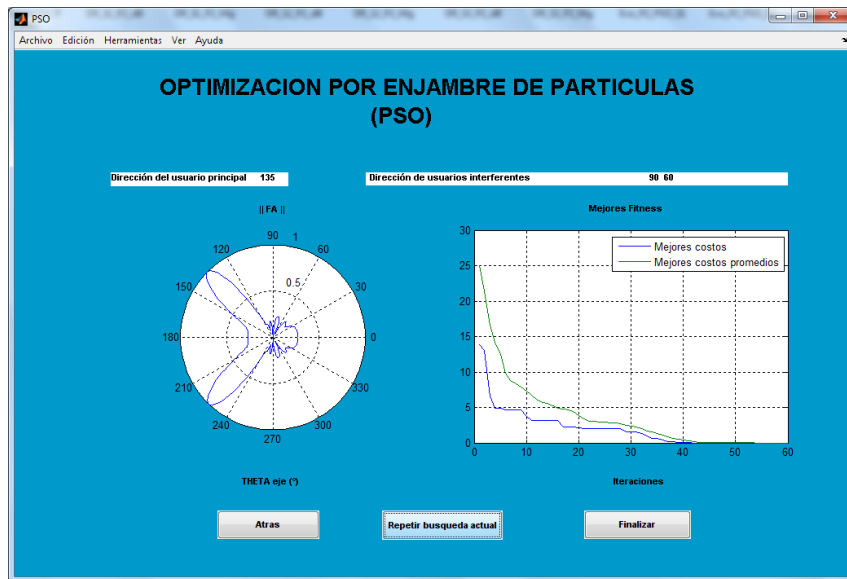 PSO
Archivo Edición Herramientas Ver Ayuda
OPTIMIZACION POR ENJAMBRE DE PARTICULAS
(PSO)
Dirección del usuario principal 135
Dirección de usuarios interferentes 90 60
|| FA ||
90
1
120
60
0.5
150
30
180
0
210
330
240
300
270
THETA eje (º)
Mejores Fitness
Mejores costos
Mejores costos promedios
30
25
20
15
10
5
0
0 10 20 30 40 50 60
Iteraciones
Atras
Repetir busqueda actual
Finalizar